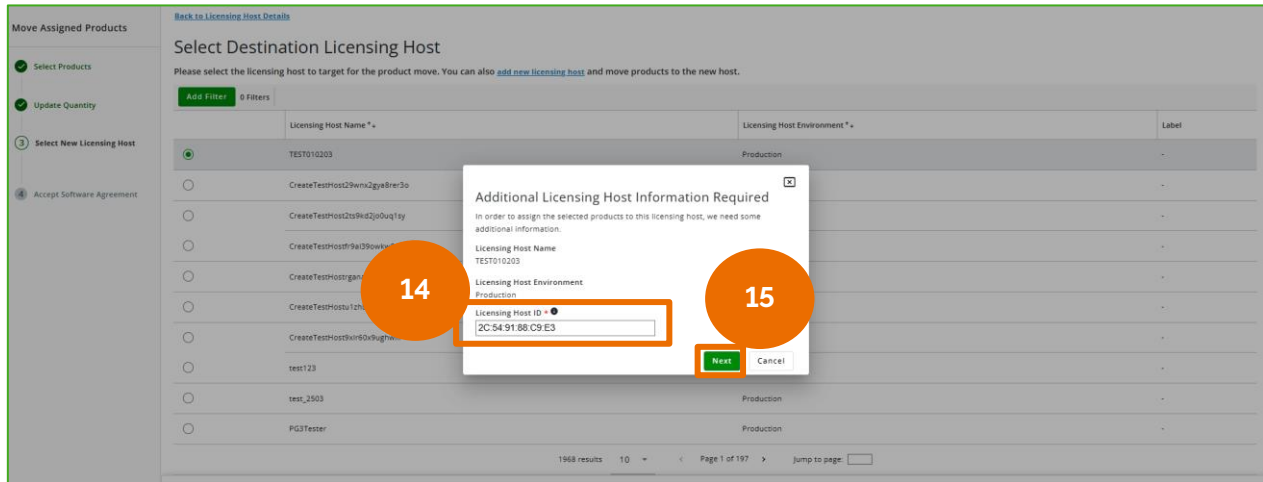 Back to Licensing Host Details
Move Assigned Products
Select Destination Licensing Host
Select Products
Please select the licensing host to target for the product move. You can also add new licensing host and move products to the new host.
Add Filter 0 Filters
Update Quantity
Licensing Host Name Licensing Host Environment Label
3 Select New Licensing Host
TEST010203 Production -
4 Accept Software Agreement
CreateTestHost29wnx2gya8rer3o -
CreateTestHost2ts9kd2jo0uq1sy -
-
-
-
-
test123 -
test_2503 Production -
PG3Tester Production -
1968 results 10 < Page 1 of 197 > Jump to page:
Additional Licensing Host Information Required
In order to assign the selected products to this licensing host, we need some
additional information.
Licensing Host Name
TEST010203
Licensing Host Environment
Production
Licensing Host ID *
2C:54:91:88:C9:E3
Next Cancel
14
15